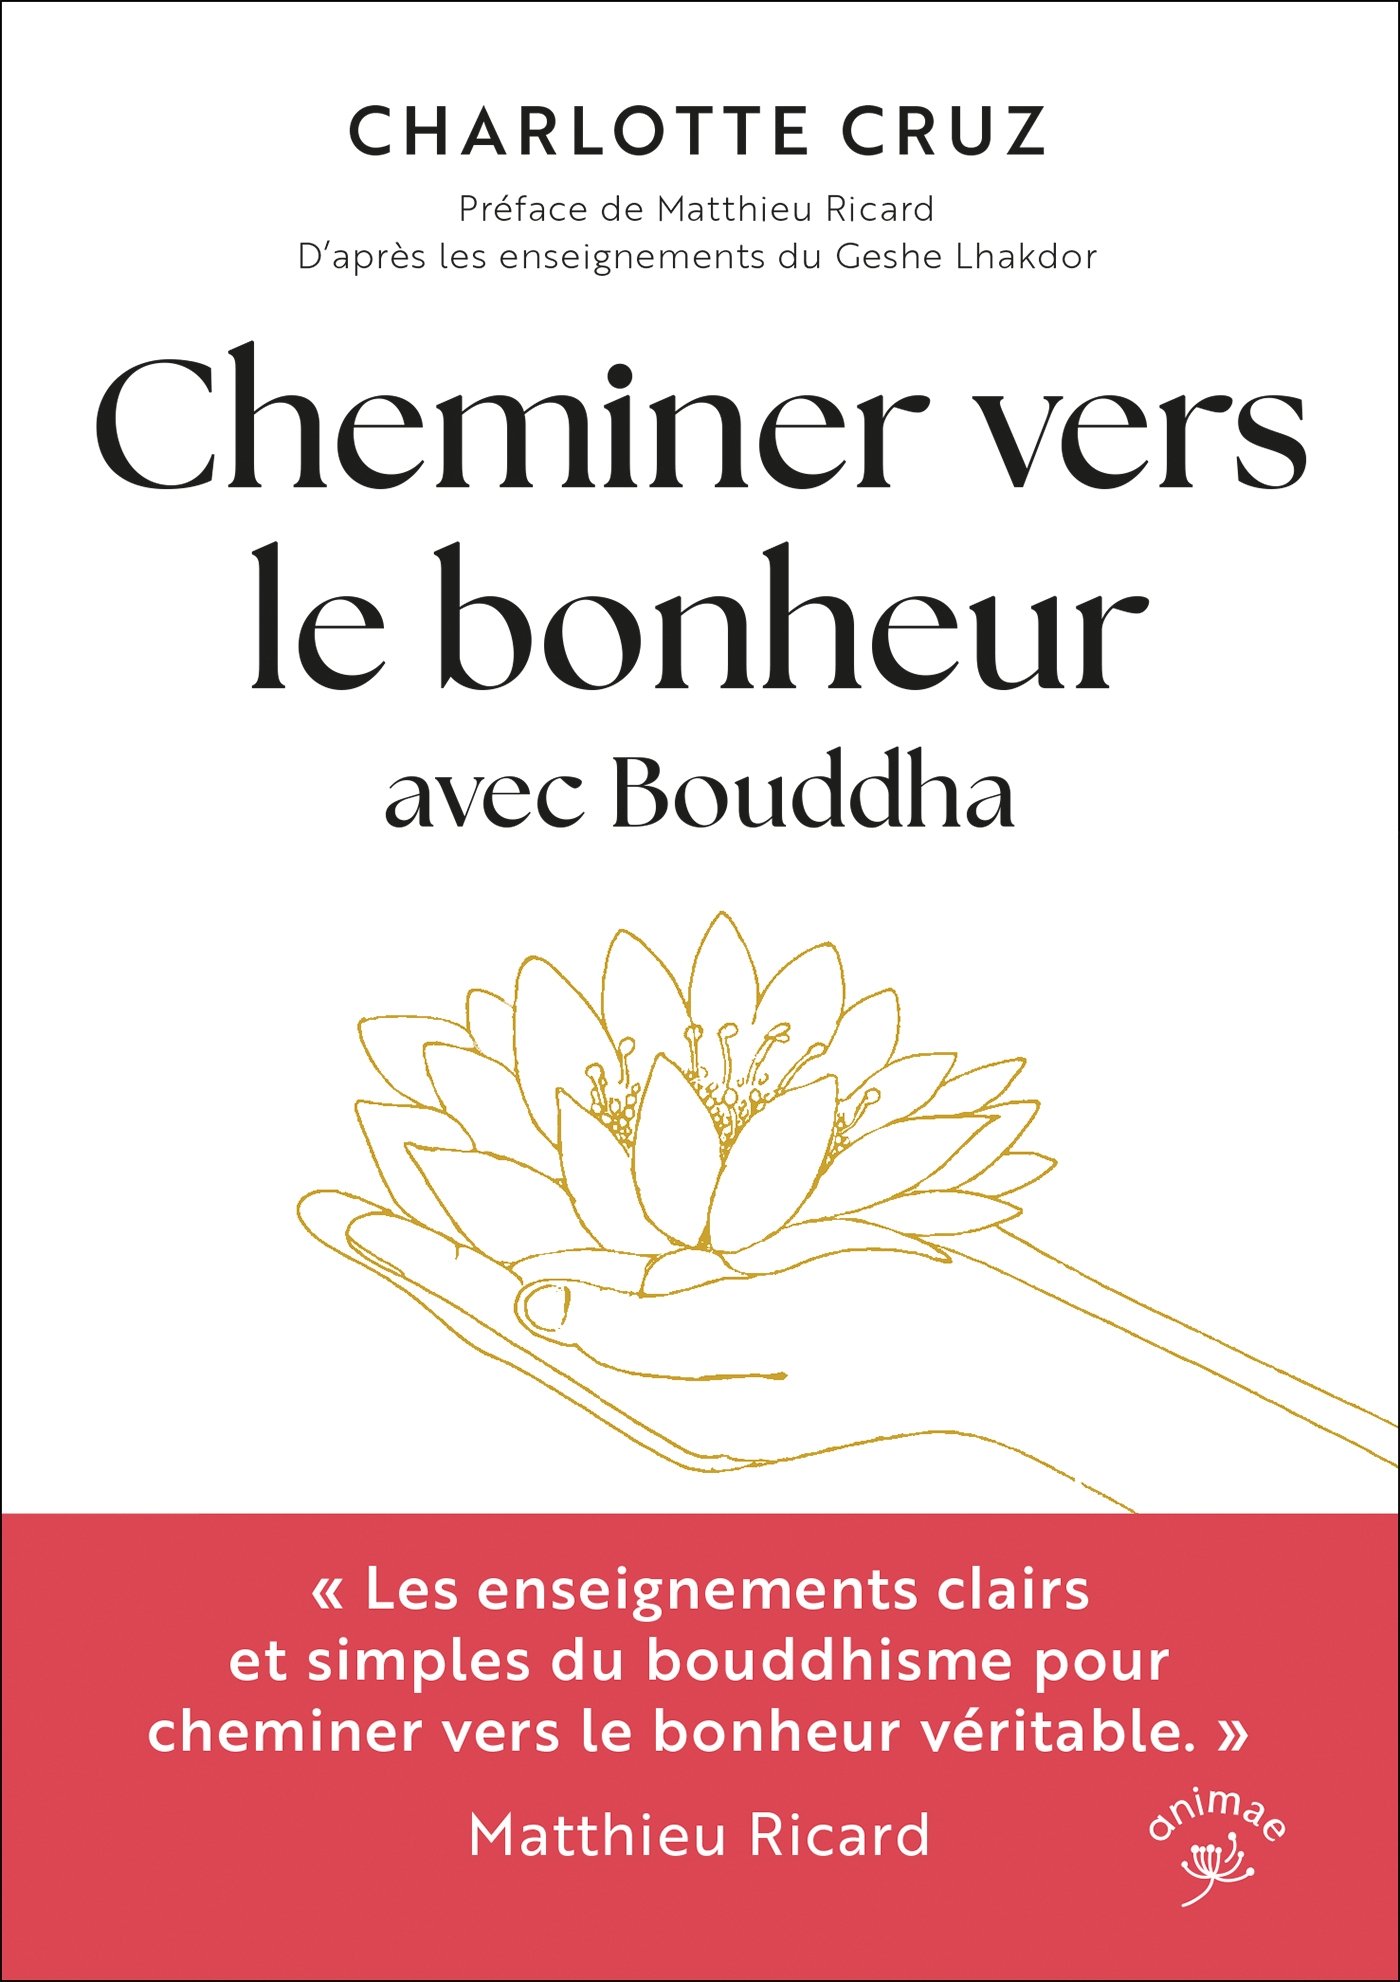 CHARLOTTE CRUZ
Préface de Matthieu Ricard
D’après les enseignements du Geshe Lhakdor
Cheminer vers
le bonheur
avec Bouddha
« Les enseignements clairs
et simples du bouddhisme pour
cheminer vers le bonheur véritable. »
Matthieu Ricard
animae